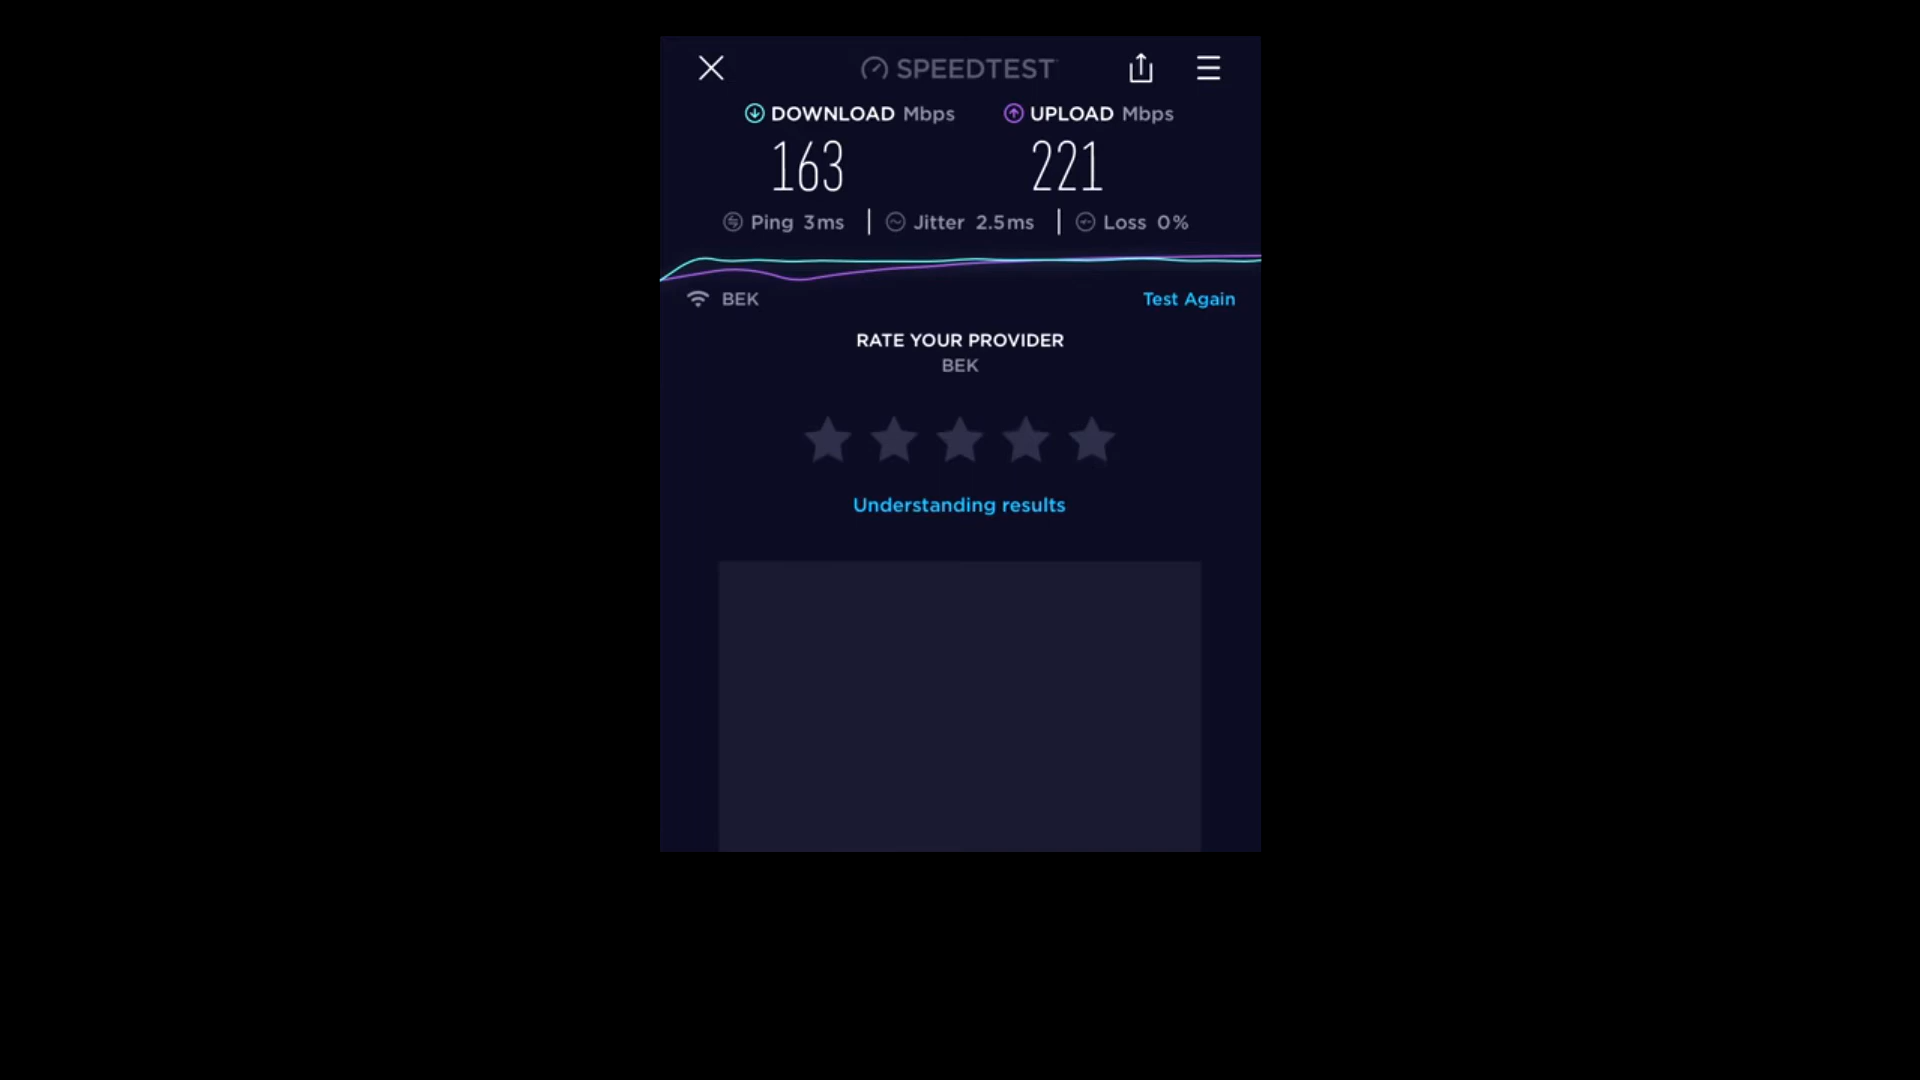 SPEEDTEST
DOWNLOAD Mbps UPLOAD Mbps
163 221
Ping 3ms Jitter 2.5ms Loss 0%
BEK Test Again
RATE YOUR PROVIDER
BEK
Understanding results